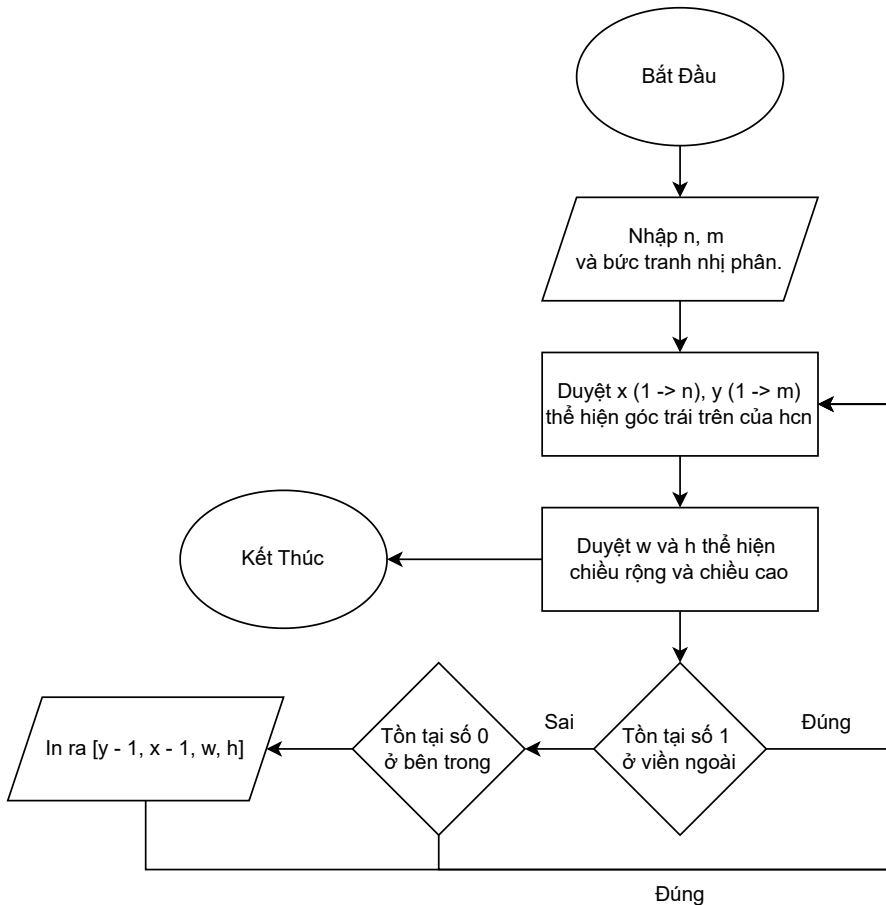 Bắt Đầu
Nhập n, m
và bức tranh nhị phân.
Duyệt x (1 -> n), y (1 -> m)
thể hiện góc trái trên của hcn
Duyệt w và h thể hiện
chiều rộng và chiều cao
Kết Thúc
Tồn tại số 1
ở viền ngoài
Đúng
Sai
Tồn tại số 0
ở bên trong
In ra [y - 1, x - 1, w, h]
Đúng